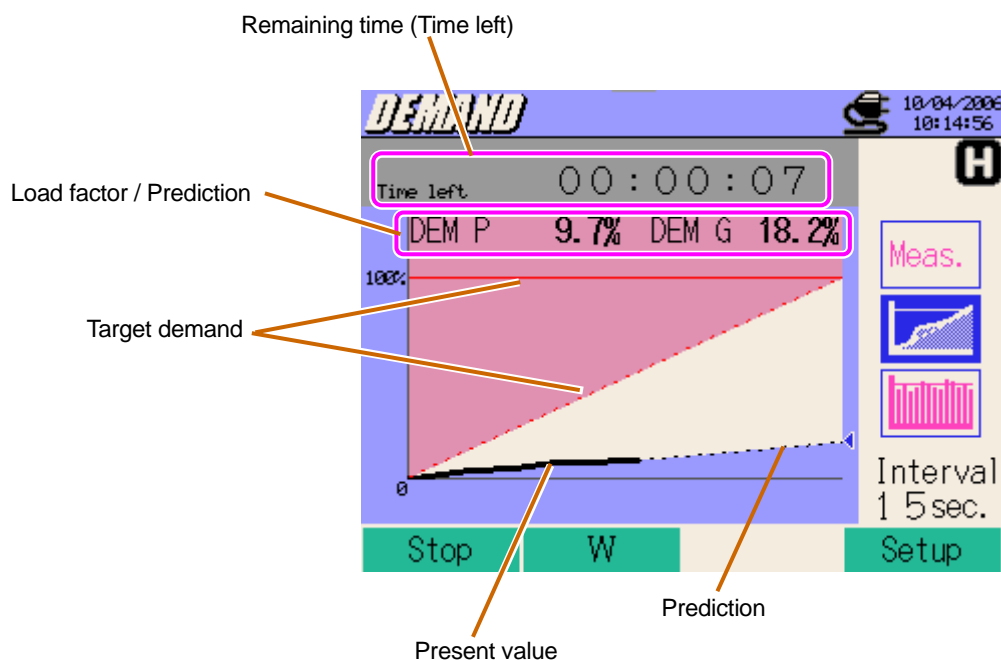 Remaining time (Time left)
DEMAND
10/04/2006
10:14:56
H
Time left 00:00:07
Load factor / Prediction
DEM P 9.7% DEM G 18.2%
Meas.
100%
Target demand
0
Interval
15sec.
Stop W Setup
Prediction
Present value